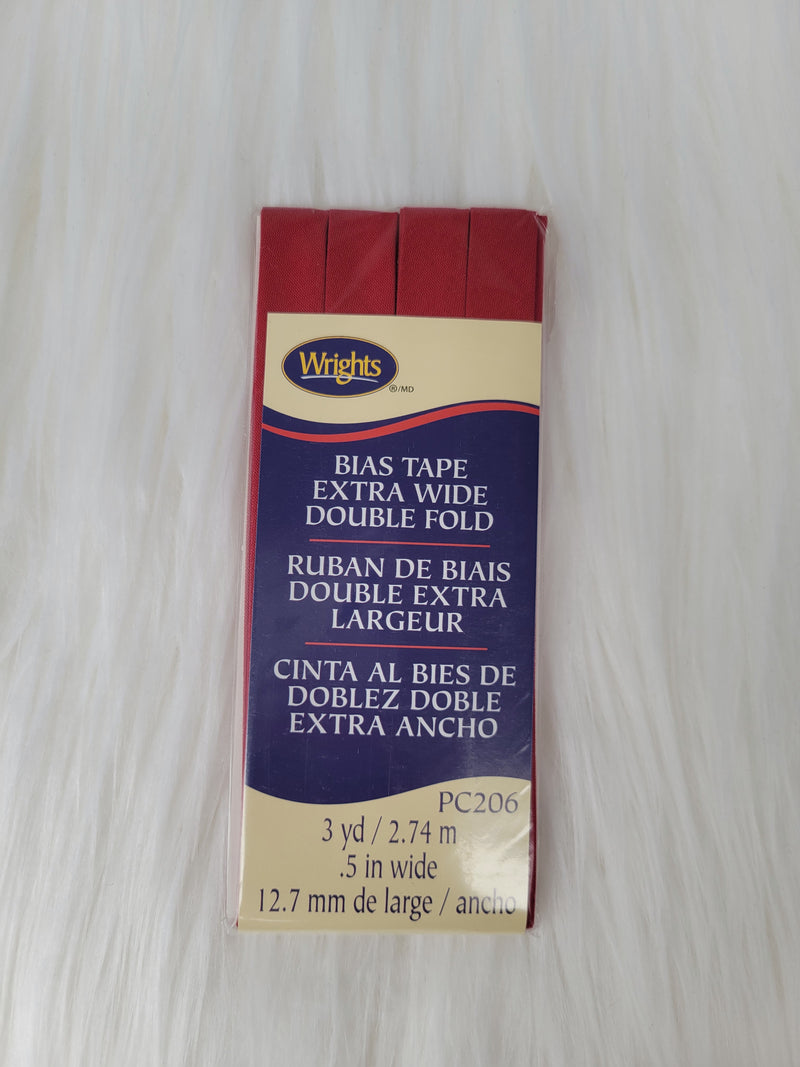 Wrights
®/MD
BIAS TAPE
EXTRA WIDE
DOUBLE FOLD
RUBAN DE BIAIS
DOUBLE EXTRA
LARGEUR
CINTA AL BIES DE
DOBLEZ DOBLE
EXTRA ANCHO
PC206
3 yd / 2.74 m
.5 in wide
12.7 mm de large / ancho